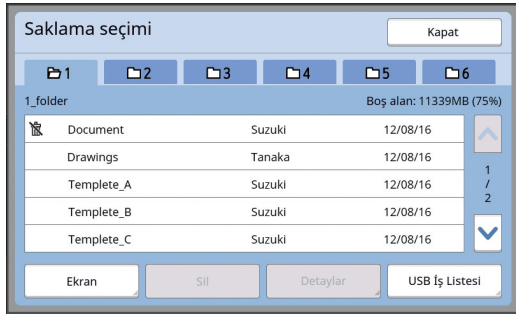 Saklama seçimi Kapat
1 2 3 4 5 6
1_folder Boş alan: 11339MB (75%)
Document Suzuki 12/08/16
Drawings Tanaka 12/08/16
Templete_A Suzuki 12/08/16
1
/
2
Templete_B Suzuki 12/08/16
Templete_C Suzuki 12/08/16
Ekran Sil Detaylar USB İş Listesi